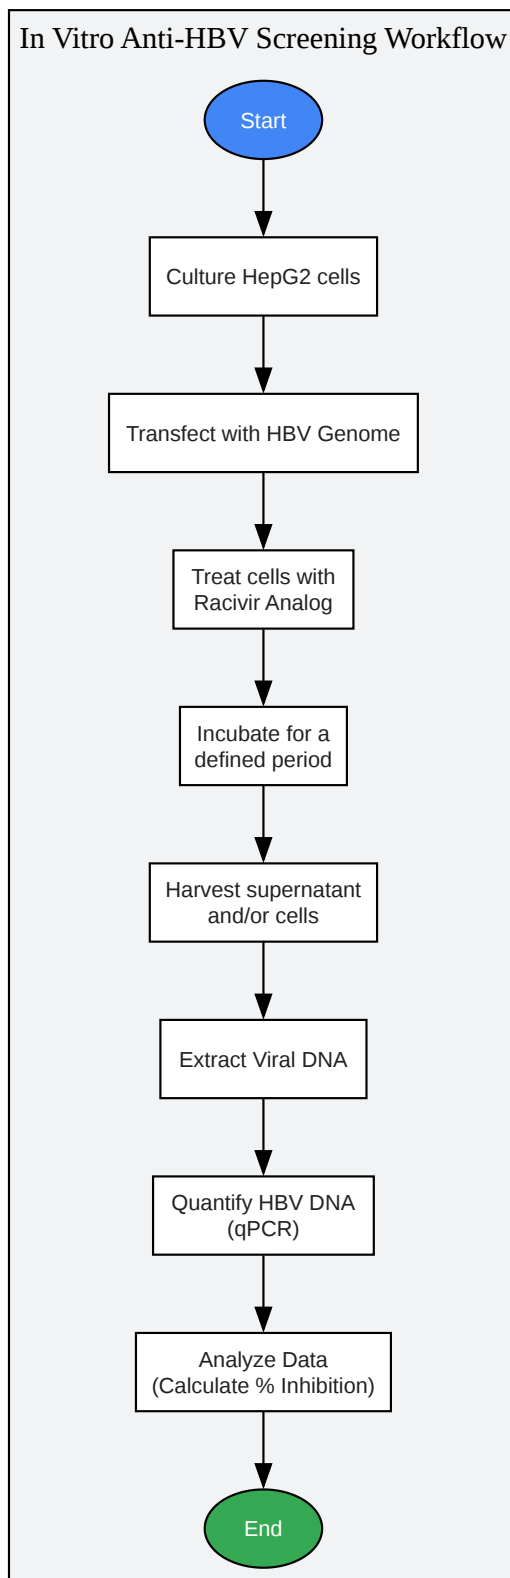 In Vitro Anti-HBV Screening Workflow
Start
Culture HepG2 cells
Transfect with HBV Genome
Treat cells with
Racivir Analog
Incubate for a
defined period
Harvest supernatant
and/or cells
Extract Viral DNA
Quantify HBV DNA
(qPCR)
Analyze Data
(Calculate % Inhibition)
End